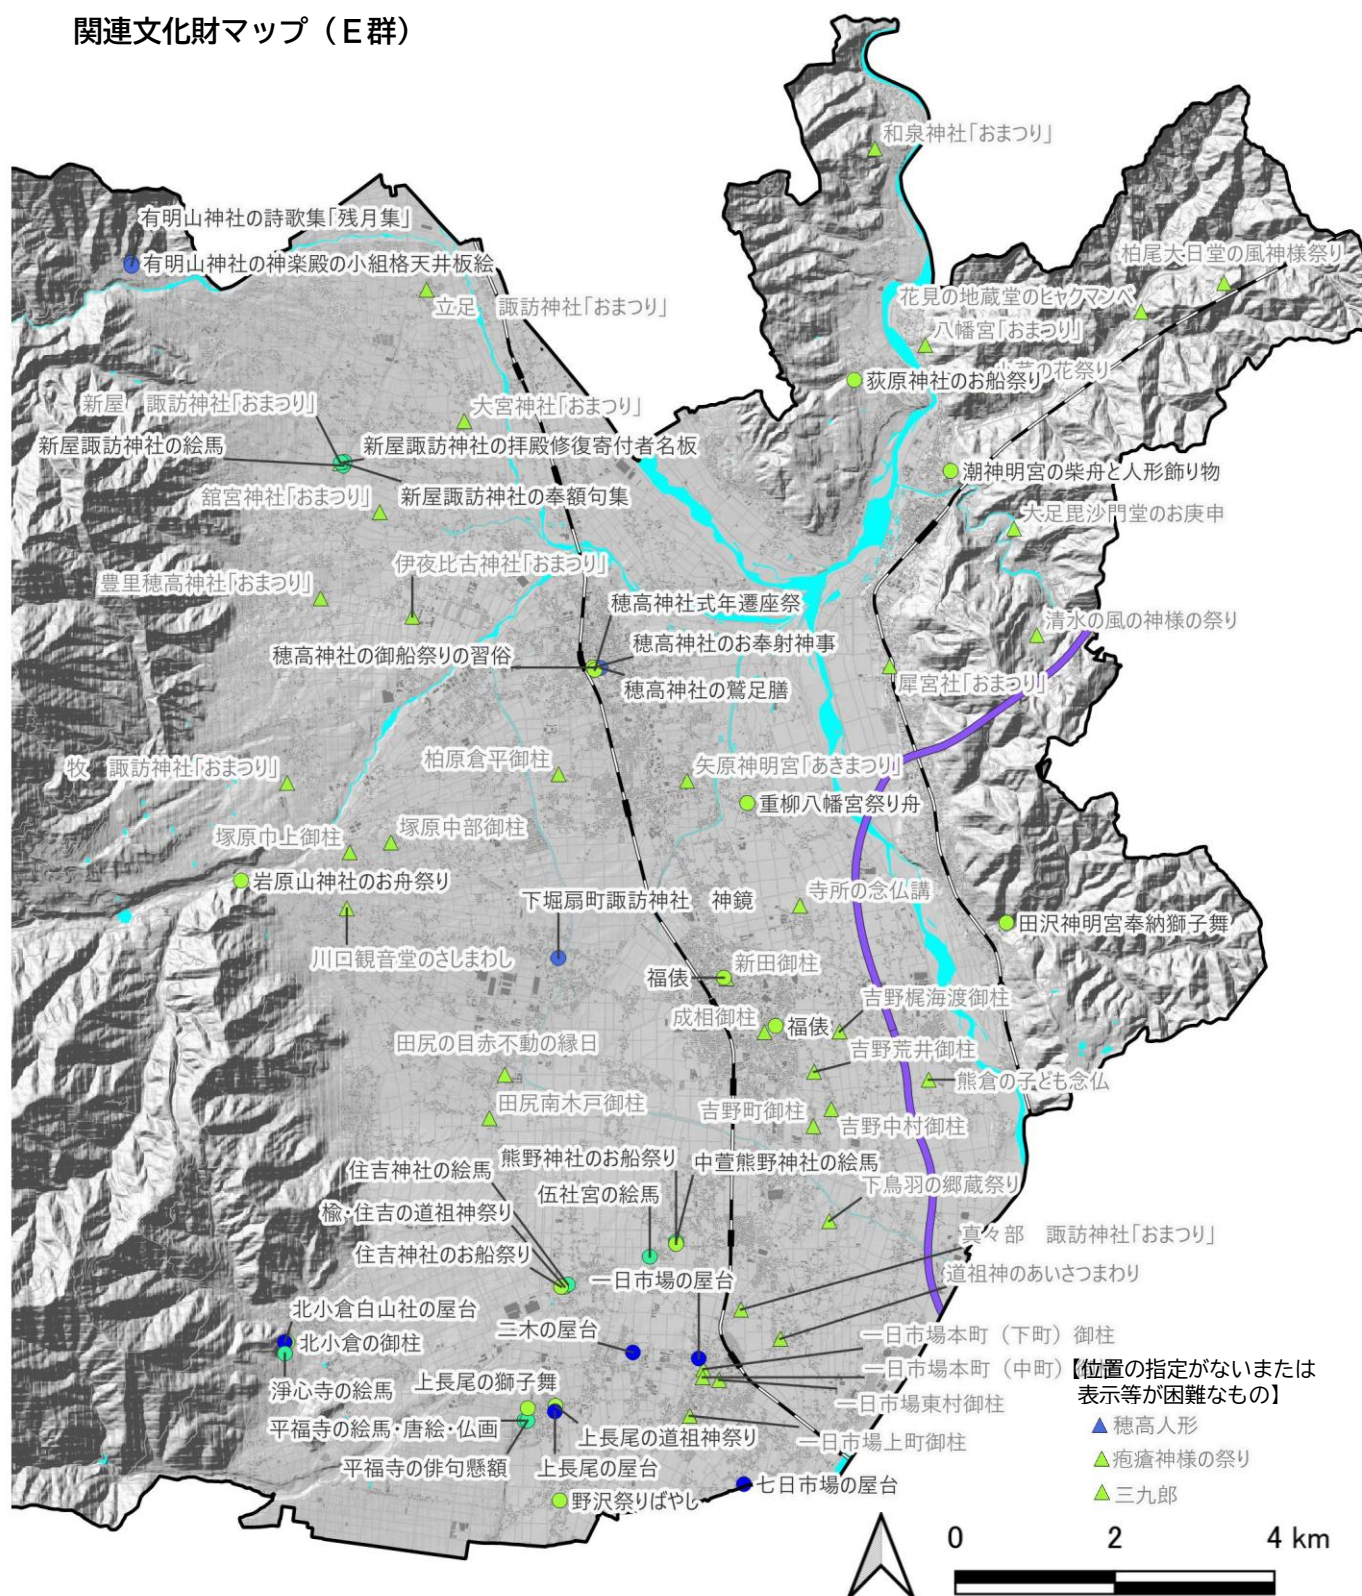 関連文化財マップ（Ｅ群）
和泉神社「おまつり」
有明山神社の詩歌集「残月集」
有明山神社の神楽殿の小組格天井板絵
柏尾大日堂の風神様祭り
立足　諏訪神社「おまつり」
花見の地蔵堂のヒャクマンベ
八幡宮「おまつり」
の花祭り
荻原神社のお船祭り
新屋　諏訪神社「おまつり」
大宮神社「おまつり」
新屋諏訪神社の絵馬
新屋諏訪神社の拝殿修復寄付者名板
潮神明宮の柴舟と人形飾り物
舘宮神社「おまつり」
新屋諏訪神社の奉額句集
大足毘沙門堂のお庚申
伊夜比古神社「おまつり」
豊里穂高神社「おまつり」
穂高神社式年遷座祭
清水の風の神様の祭り
穂高神社の御船祭りの習俗
穂高神社のお奉射神事
穂高神社の鷲足膳
犀宮社「おまつり」
牧　諏訪神社「おまつり」
柏原倉平御柱
矢原神明宮「あきまつり」
重柳八幡宮祭り舟
塚原巾上御柱
塚原中部御柱
岩原山神社のお舟祭り
下堀扇町諏訪神社　神鏡
寺所の念仏講
田沢神明宮奉納獅子舞
川口観音堂のさしまわし
福俵
新田御柱
吉野梶海渡御柱
成相御柱
福俵
田尻の目赤不動の縁日
吉野荒井御柱
熊倉の子ども念仏
田尻南木戸御柱
吉野町御柱
吉野中村御柱
住吉神社の絵馬
熊野神社のお船祭り
中萱熊野神社の絵馬
伍社宮の絵馬
下鳥羽の郷蔵祭り
楡・住吉の道祖神祭り
真々部　諏訪神社「おまつり」
住吉神社のお船祭り
一日市場の屋台
道祖神のあいさつまわり
北小倉白山社の屋台
二木の屋台
一日市場本町（下町）御柱
北小倉の御柱
一日市場本町（中町）
【位置の指定がないまたは
表示等が困難なもの】
浄心寺の絵馬
上長尾の獅子舞
一日市場東村御柱
穂高人形
平福寺の絵馬・唐絵・仏画
上長尾の道祖神祭り
一日市場上町御柱
疱瘡神様の祭り
平福寺の俳句懸額
上長尾の屋台
七日市場の屋台
三九郎
野沢祭りばやし
0 2 4 km